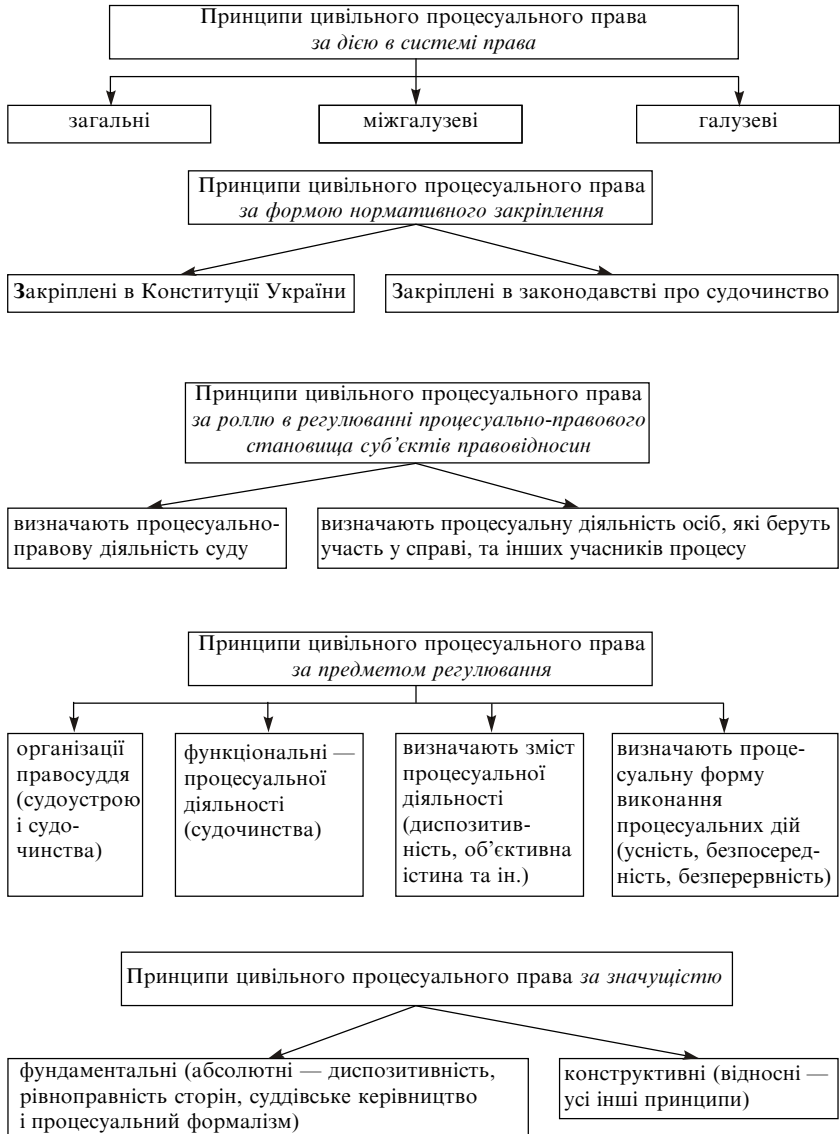 Принципи цивільного процесуального права
за дією в системі права
загальні
міжгалузеві
галузеві
Принципи цивільного процесуального права
за формою нормативного закріплення
Закріплені в Конституції України
Закріплені в законодавстві про судочинство
Принципи цивільного процесуального права
за роллю в регулюванні процесуально-правового
становища суб’єктів правовідносин
визначають процесуально-
правову діяльність суду
визначають процесуальну діяльність осіб, які беруть
участь у справі, та інших учасників процесу
Принципи цивільного процесуального права
за предметом регулювання
організації
правосуддя
(судоустрою
і судо-
чинства)
функціональні —
процесуальної
діяльності
(судочинства)
визначають зміст
процесуальної
діяльності
(диспозитив-
ність, об’єктивна
істина та ін.)
визначають проце-
суальну форму
виконання
процесуальних дій
(усність, безпосеред-
ність, безперервність)
Принципи цивільного процесуального права за значущістю
фундаментальні (абсолютні — диспозитивність,
рівноправність сторін, суддівське керівництво
і процесуальний формалізм)
конструктивні (відносні —
усі інші принципи)